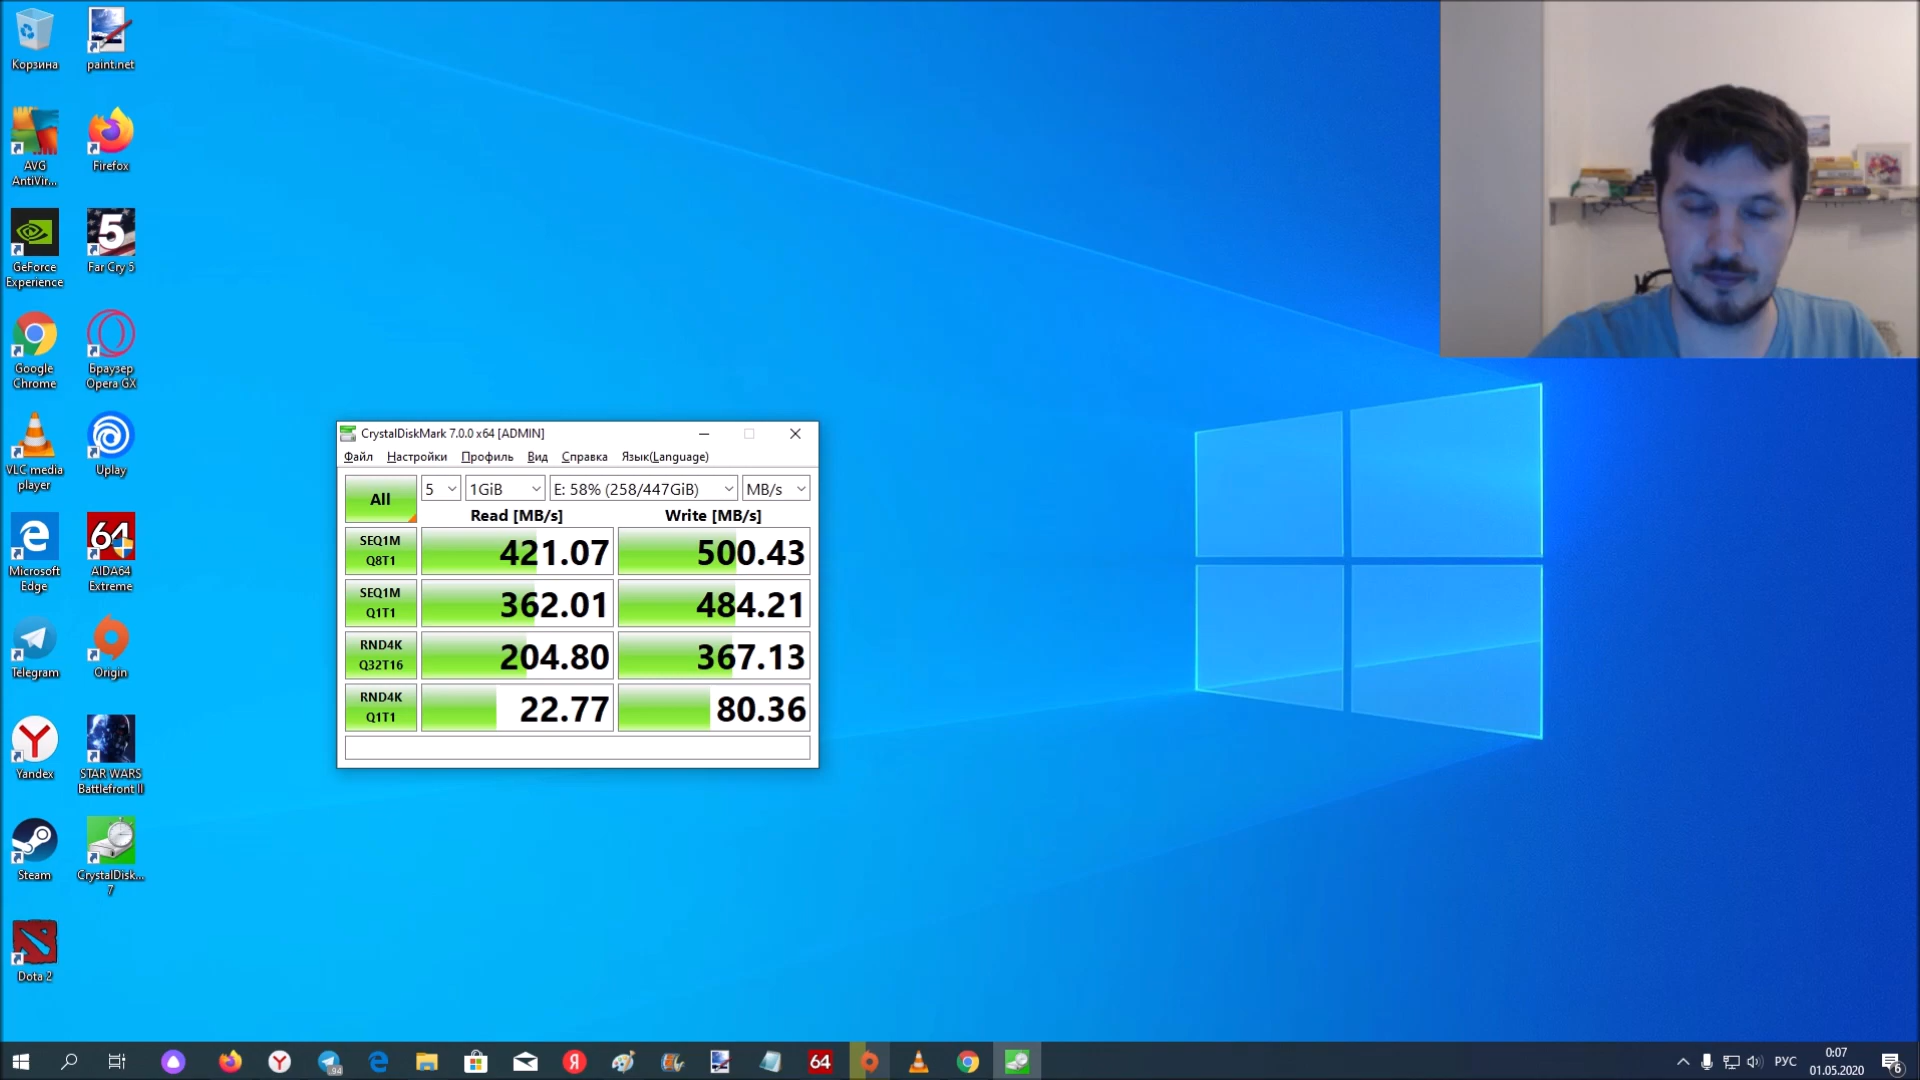 Корзина
paint.net
AVG
AntiVir...
Firefox
GeForce
Experience
Far Cry 5
Google
Chrome
Браузер
Opera GX
VLC media
player
Uplay
Microsoft
Edge
AIDA64
Extreme
Telegram
Origin
Yandex
STAR WARS
Battlefront II
Steam
CrystalDisk...
7
Dota 2
CrystalDiskMark 7.0.0 x64 [ADMIN]
Файл Настройки Профиль Вид Справка Язык(Language)
All 5 1GiB E: 58% (258/447GiB) MB/s
Read [MB/s] Write [MB/s]
SEQ1M
Q8T1 421.07 500.43
SEQ1M
Q1T1 362.01 484.21
RND4K
Q32T16 204.80 367.13
RND4K
Q1T1 22.77 80.36
94
64
РУС
0:07
01.05.2020
6